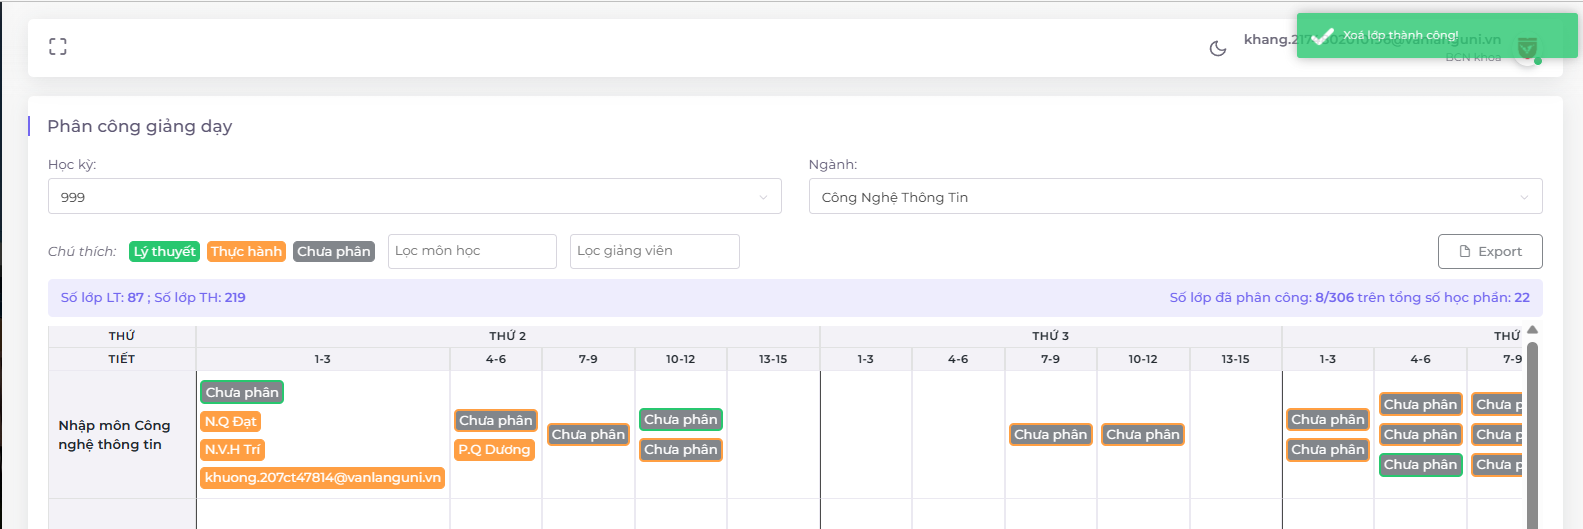 khang.2174802010190@vanlanguni.vn
BCN khoa
Xoá lớp thành công!
Phân công giảng dạy
Học kỳ:
Ngành:
999
Công Nghệ Thông Tin
Chú thích: Lý thuyết Thực hành Chưa phân Lọc môn học Lọc giảng viên Export
Số lớp LT: 87 ; Số lớp TH: 219
Số lớp đã phân công: 8/306 trên tổng số học phần: 22
THỨ THỨ 2 THỨ 3 THỨ
TIẾT 1-3 4-6 7-9 10-12 13-15 1-3 4-6 7-9 10-12 13-15 1-3 4-6 7-9
Nhập môn Công
nghệ thông tin
Chưa phân
N.Q Đạt
N.V.H Trí
khuong.207ct47814@vanlanguni.vn
Chưa phân
P.Q Dương
Chưa phân
Chưa phân
Chưa phân
Chưa phân
Chưa phân
Chưa phân
Chưa phân
Chưa phân
Chưa phân
Chưa phân
Chưa p
Chưa p
Chưa p